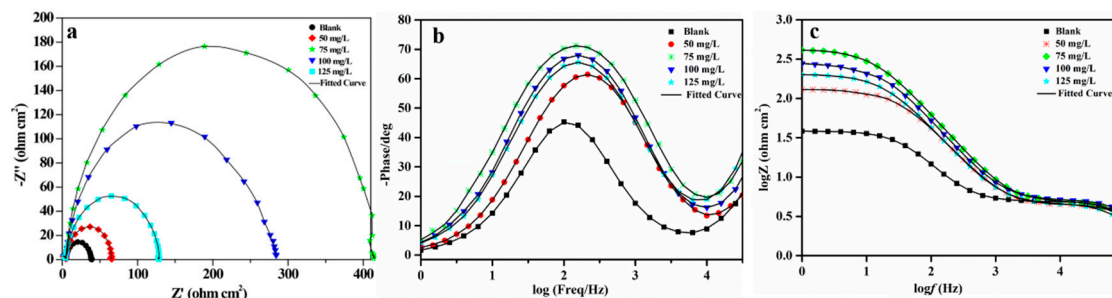 a
Blank
50 mg/L
75 mg/L
100 mg/L
125 mg/L
Fitted Curve
200
180
160
140
120
100
80
60
40
20
0
-Z'' (ohm cm²)
0
100
200
300
400
Z' (ohm cm²)
b
Blank
50 mg/L
75 mg/L
100 mg/L
125 mg/L
Fitted Curve
-80
70
60
50
40
30
20
10
0
-Phase/deg
0
1
2
3
4
log (Freq/Hz)
c
Blank
50 mg/L
75 mg/L
100 mg/L
125 mg/L
Fitted Curve
3.0
2.5
2.0
1.5
1.0
0.5
0.0
logZ (ohm cm²)
0
1
2
3
4
logf (Hz)